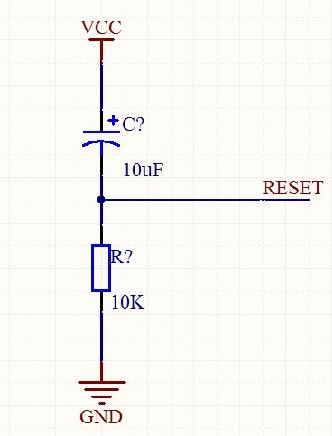 VCC
+ C?
10uF
RESET
R?
10K
GND